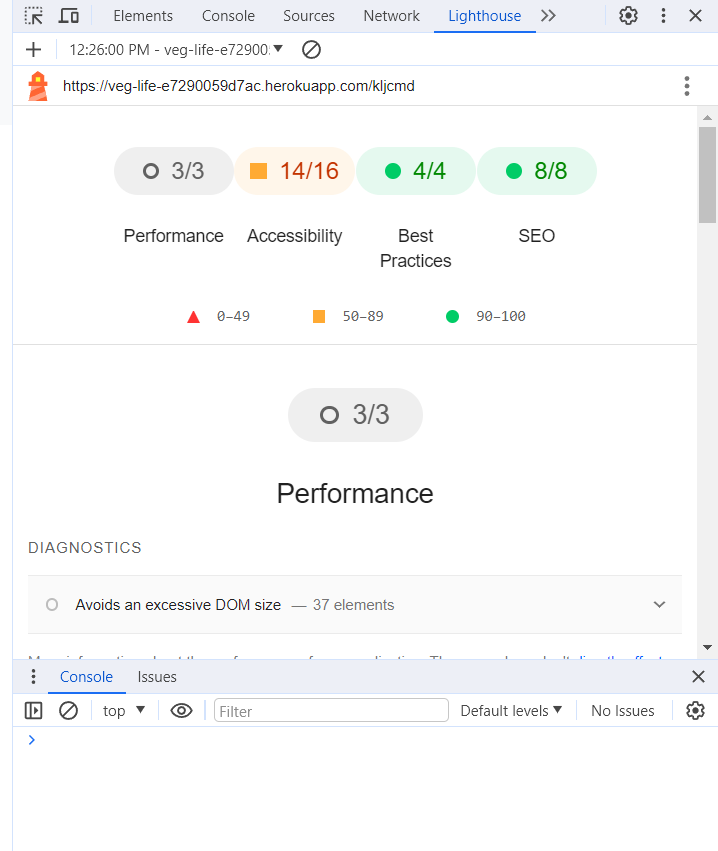 Elements Console Sources Network Lighthouse
12:26:00 PM - veg-life-e72900
https://veg-life-e7290059d7ac.herokuapp.com/kljcmd
3/3 14/16 4/4 8/8
Performance Accessibility Best Practices SEO
0–49 50–89 90–100
3/3
Performance
DIAGNOSTICS
Avoids an excessive DOM size — 37 elements
Console Issues
top Filter Default levels No Issues